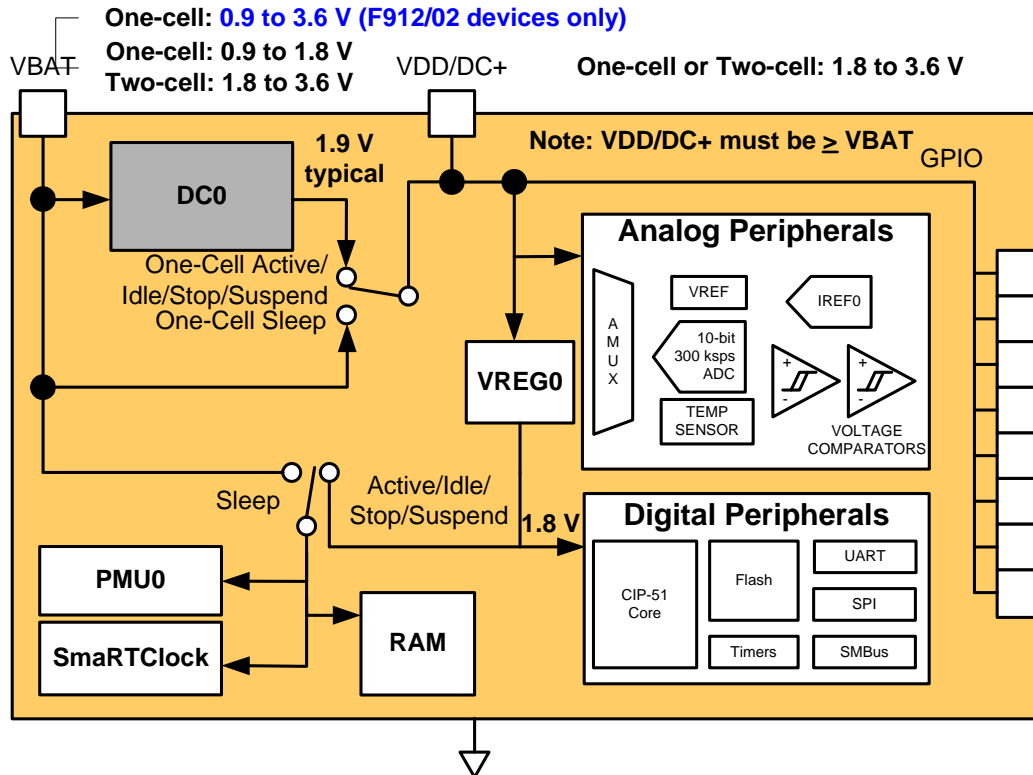 One-cell: 0.9 to 3.6 V (F912/02 devices only)
One-cell: 0.9 to 1.8 V
Two-cell: 1.8 to 3.6 V
VBAT
VDD/DC+
One-cell or Two-cell: 1.8 to 3.6 V
Note: VDD/DC+ must be ≥ VBAT
GPIO
1.9 V
typical
DC0
One-Cell Active/
Idle/Stop/Suspend
One-Cell Sleep
VREG0
Analog Peripherals
AMUX
VREF
IREF0
10-bit
300 ksps
ADC
TEMP
SENSOR
+
-
+
-
VOLTAGE
COMPARATORS
Sleep
Active/Idle/
Stop/Suspend
1.8 V
Digital Peripherals
CIP-51
Core
Flash
Timers
UART
SPI
SMBus
PMU0
SmaRTClock
RAM